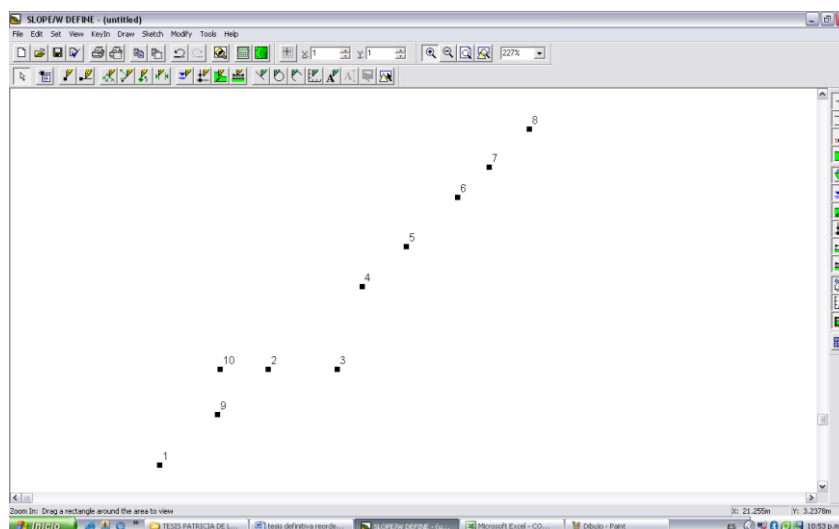 SLOPE/W DEFINE - (untitled)
File Edit Set View KeyIn Draw Sketch Modify Tools Help
X: 1 Y: 1 227%
8
7
6
5
4
10 2 3
9
1
Zoom In: Drag a rectangle around the area to view X: 21.255m Y: 3.2378m
Inicio TESIS PATRICIA DE L... tesis definitiva reorde... SLOPE/W DEFINE - (u... Microsoft Excel - CO... Dibujo - Paint ES 10:53 p.